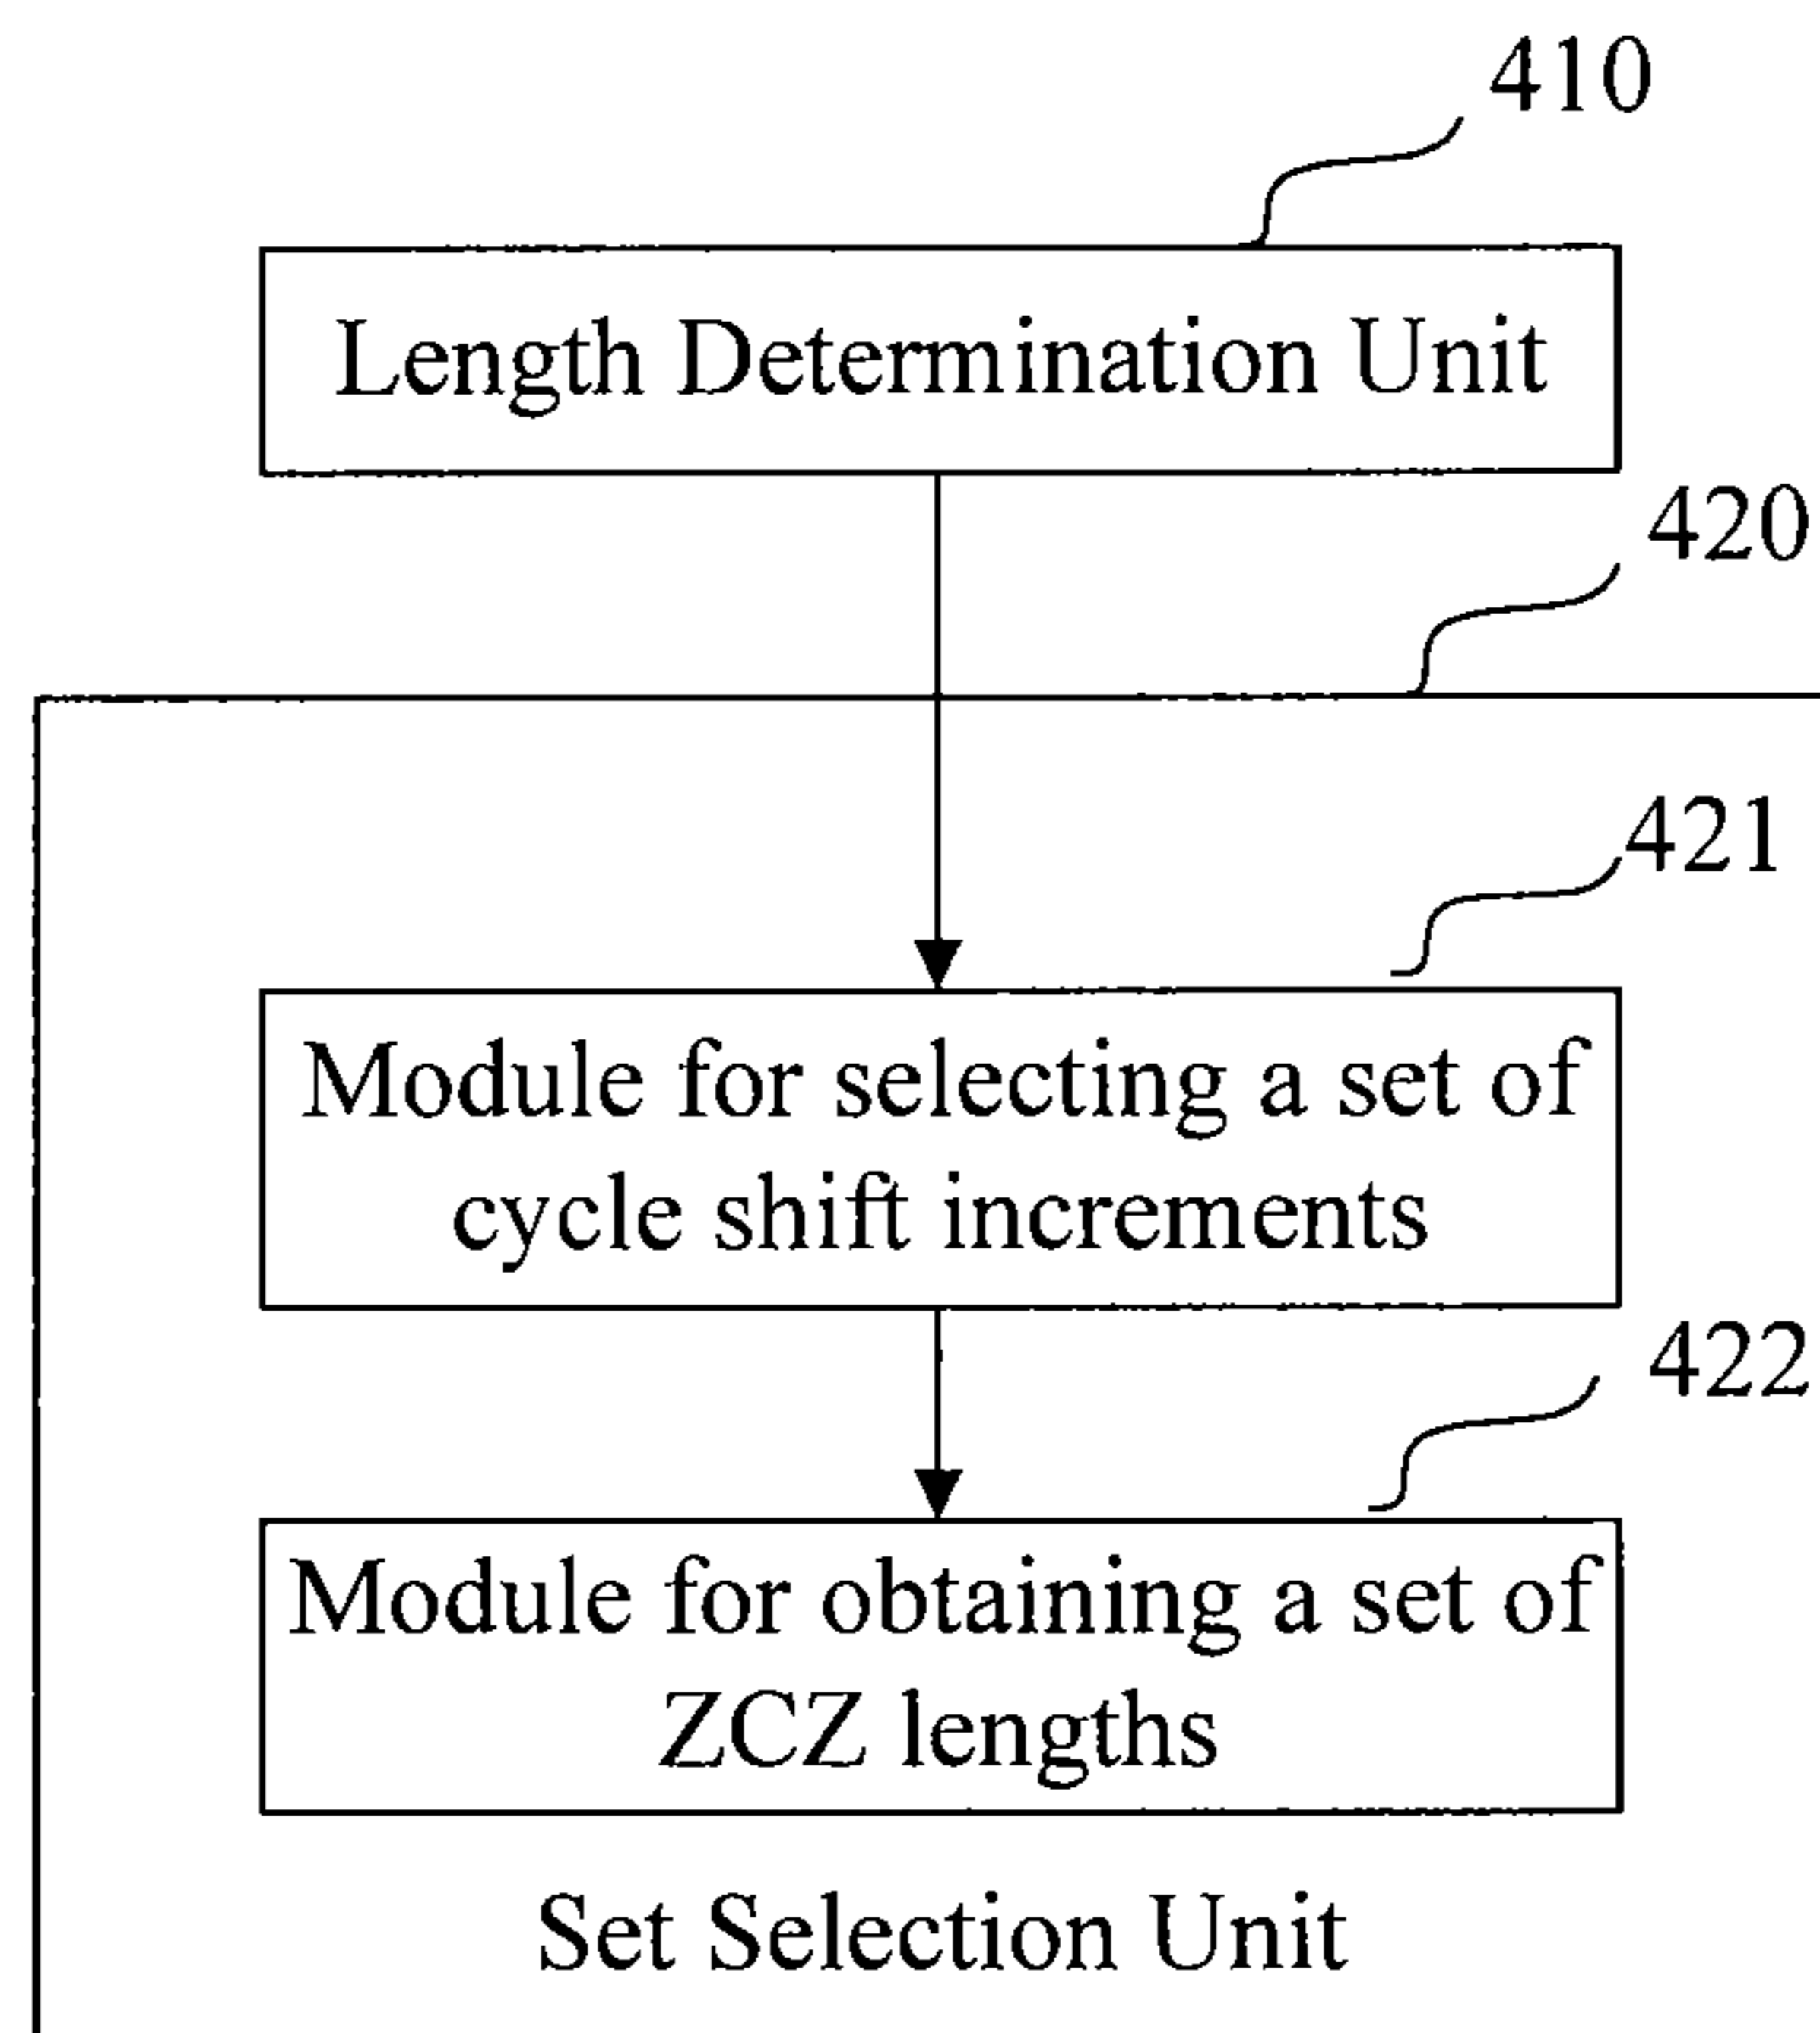 410
Length Determination Unit
420
421
Module for selecting a set of
cycle shift increments
422
Module for obtaining a set of
ZCZ lengths
Set Selection Unit